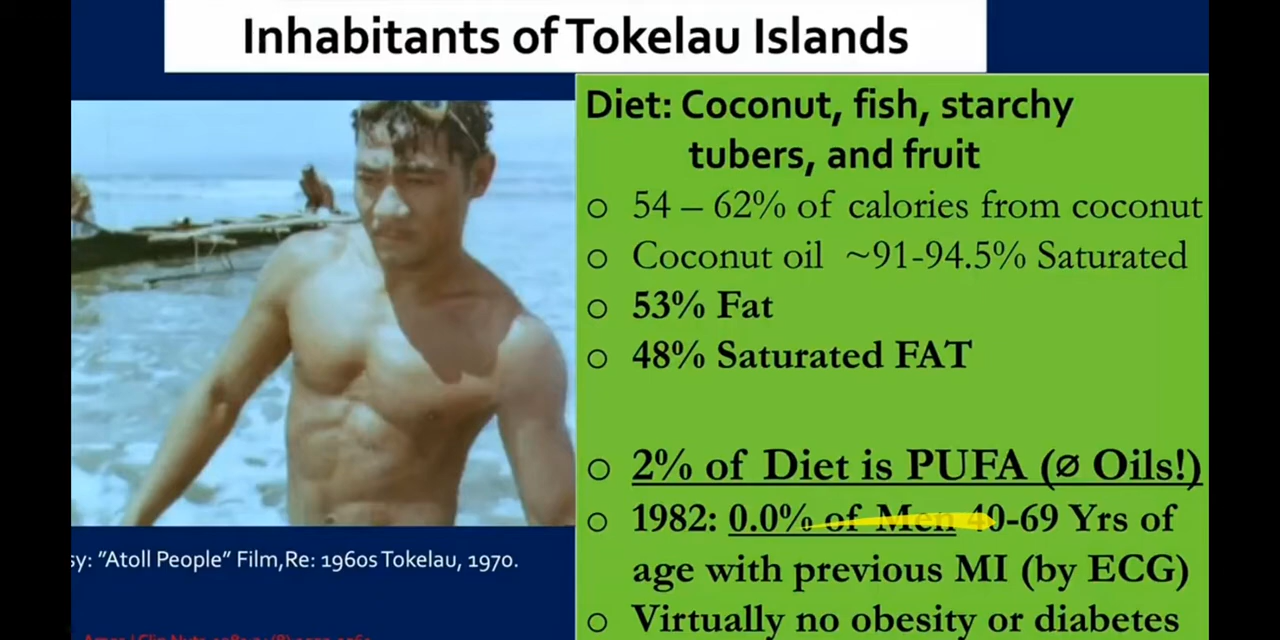 Inhabitants of Tokelau Islands
Diet: Coconut, fish, starchy
tubers, and fruit
54 – 62% of calories from coconut
Coconut oil ~91-94.5% Saturated
53% Fat
48% Saturated FAT
2% of Diet is PUFA (ø Oils!)
1982: 0.0% of Men 40-69 Yrs of
age with previous MI (by ECG)
Virtually no obesity or diabetes
sy: "Atoll People" Film,Re: 1960s Tokelau, 1970.